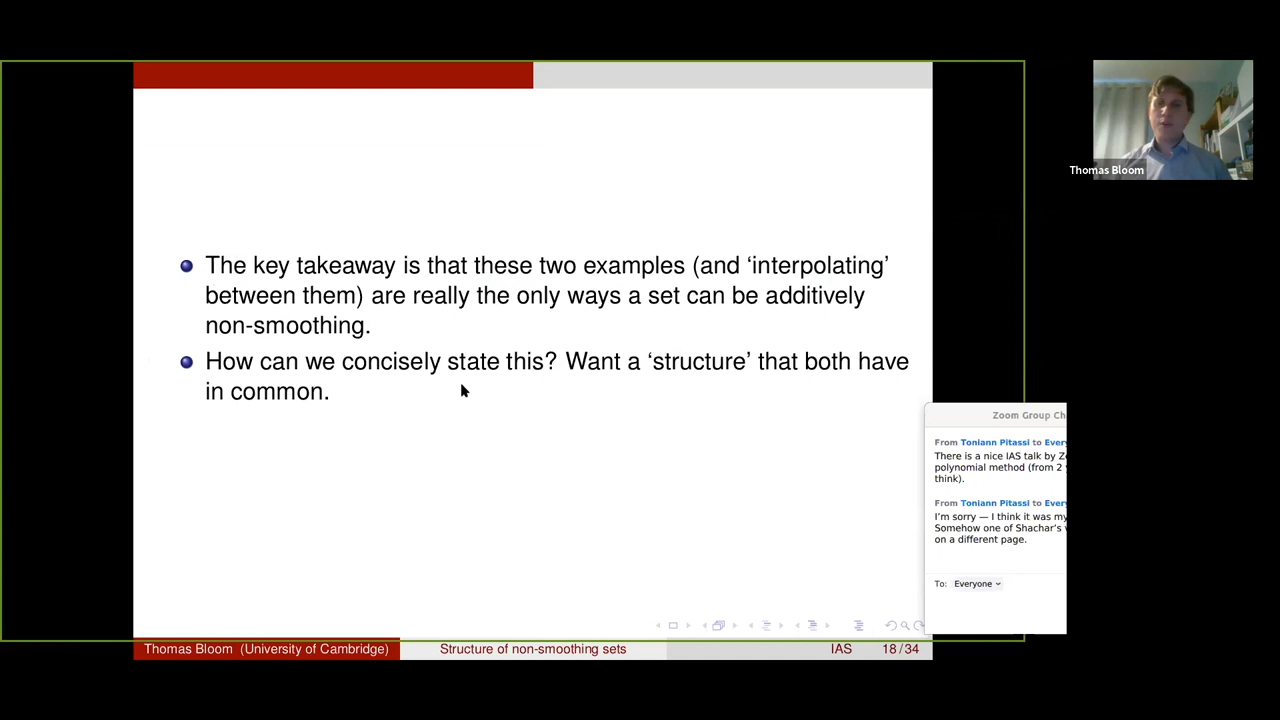 The key takeaway is that these two examples (and ‘interpolating’
between them) are really the only ways a set can be additively
non-smoothing.
How can we concisely state this? Want a ‘structure’ that both have
in common.
Thomas Bloom (University of Cambridge)
Structure of non-smoothing sets
IAS
18 / 34
Thomas Bloom
Zoom Group Ch
From Toniann Pitassi to Every
There is a nice IAS talk by Z
polynomial method (from 2
think).
From Toniann Pitassi to Every
I’m sorry — I think it was my
Somehow one of Shachar’s
on a different page.
To: Everyone